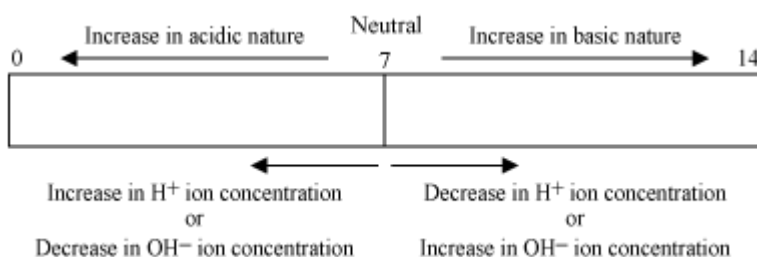 Neutral
Increase in acidic nature
Increase in basic nature
0
7
14
Increase in H+ ion concentration
or
Decrease in OH− ion concentration
Decrease in H+ ion concentration
or
Increase in OH− ion concentration